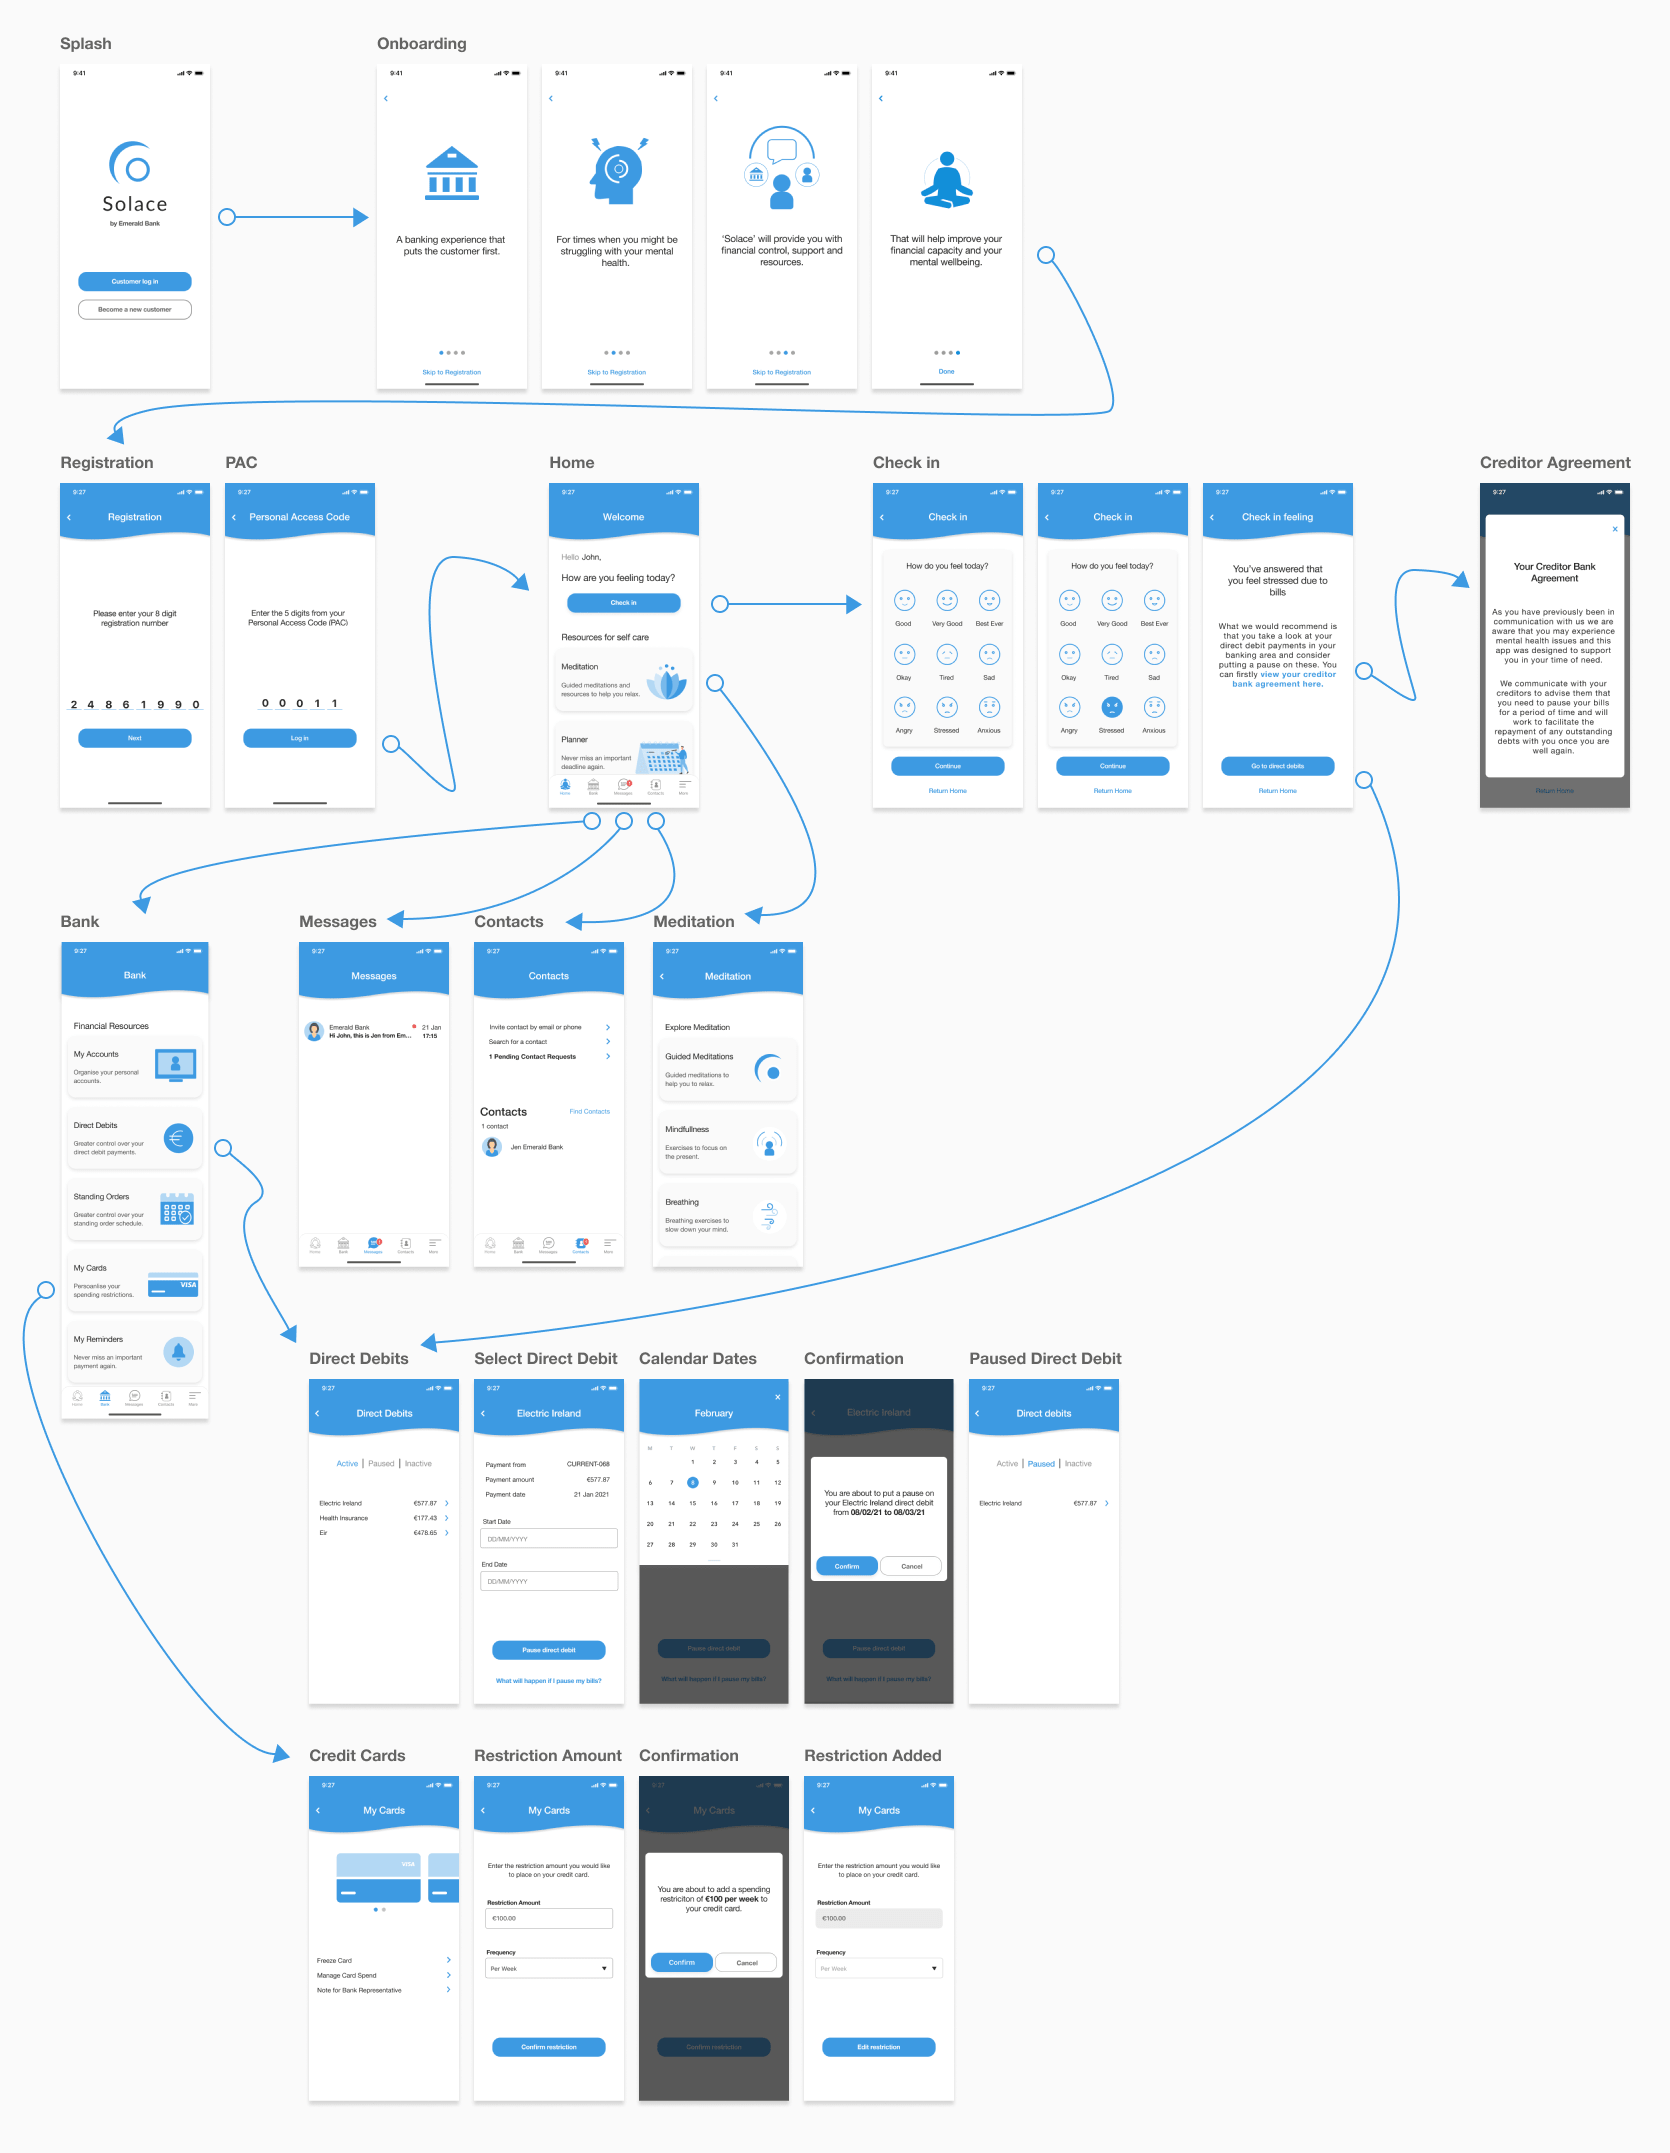 Splash
9:41
Solace
by Emerald Bank
Customer log in
Become a new customer
Onboarding
9:41
A banking experience that
puts the customer first.
Skip to Registration
9:41
For times when you might be
struggling with your mental
health.
Skip to Registration
9:41
‘Solace’ will provide you with
financial control, support and
resources.
Skip to Registration
9:41
That will help improve your
financial capacity and your
mental wellbeing.
Done
Registration
9:27
Registration
Please enter your 8 digit
registration number
2 4 8 6 1 9 9 0
Next
PAC
9:27
Personal Access Code
Enter the 5 digits from your
Personal Access Code (PAC)
0 0 0 1 1
Log in
Home
9:27
Welcome
Hello John,
How are you feeling today?
Check in
Resources for self care
Meditation
Guided meditations and
resources to help you relax.
Planner
Never miss an important
deadline again.
Home Bank Messages Contacts More
Check in
9:27
Check in
How do you feel today?
Good Very Good Best Ever
Okay Tired Sad
Angry Stressed Anxious
Continue
Return Home
9:27
Check in
How do you feel today?
Good Very Good Best Ever
Okay Tired Sad
Angry Stressed Anxious
Continue
Return Home
9:27
Check in feeling
You've answered that
you feel stressed due to
bills
What we would recommend is
that you take a look at your
direct debit payments in your
banking area and consider
putting a pause on these. You
can firstly view your creditor
bank agreement here.
Go to direct debits
Return Home
Creditor Agreement
9:27
Your Creditor Bank
Agreement
As you have previously been in
communication with us we are
aware that you may experience
mental health issues and this
app was designed to support
you in your time of need.
We communicate with your
creditors to advise them that
you need to pause your bills
for a period of time and will
work to facilitate the
repayment of any outstanding
debts with you once you are
well again.
Return Home
Bank
9:27
Bank
Financial Resources
My Accounts
Organise your personal
accounts.
Direct Debits
Greater control over your
direct debit payments.
Standing Orders
Greater control over your
standing order schedule.
My Cards
Persoanlise your
spending restrictions.
VISA
My Reminders
Never miss an important
payment again.
Home Bank Messages Contacts More
Messages
9:27
Messages
Emerald Bank 21 Jan
Hi John, this is Jen from Em... 17:15
Home Bank Messages Contacts More
Contacts
9:27
Contacts
Invite contact by email or phone
Search for a contact
1 Pending Contact Requests
Contacts Find Contacts
1 contact
Jen Emerald Bank
Home Bank Messages Contacts More
Meditation
9:27
Meditation
Explore Meditation
Guided Meditations
Guided meditations to
help you to relax.
Mindfullness
Exercises to focus on
the present.
Breathing
Breathing exercises to
slow down your mind.
Direct Debits
9:27
Direct Debits
Active | Paused | Inactive
Electric Ireland €577.87
Health Insurance €177.43
Eir €478.65
Select Direct Debit
9:27
Electric Ireland
Payment from CURRENT-068
Payment amount €577.87
Payment date 21 Jan 2021
Start Date
DD/MM/YYYY
End Date
DD/MM/YYYY
Pause direct debit
What will happen if I pause my bills?
Calendar Dates
February
M T W T F S S
1 2 3 4 5
6 7 8 9 10 11 12
13 14 15 16 17 18 19
20 21 22 23 24 25 26
27 28 29 30 31
Pause direct debit
What will happen if I pause my bills?
Confirmation
Electric Ireland
You are about to put a pause on
your Electric Ireland direct debit
from 08/02/21 to 08/03/21
Confirm Cancel
Pause direct debit
What will happen if I pause my bills?
Paused Direct Debit
9:27
Direct debits
Active | Paused | Inactive
Electric Ireland €577.87
Credit Cards
9:27
My Cards
VISA
Freeze Card
Manage Card Spend
Note for Bank Representative
Restriction Amount
9:27
My Cards
Enter the restriction amount you would like
to place on your credit card.
Restriction Amount
€100.00
Frequency
Per Week
Confirm restriction
Confirmation
9:27
My Cards
You are about to add a spending
restriciton of €100 per week to
your credit card.
Confirm Cancel
Confirm restriction
Restriction Added
9:27
My Cards
Enter the restriction amount you would like
to place on your credit card.
Restriction Amount
€100.00
Frequency
Per Week
Edit restriction